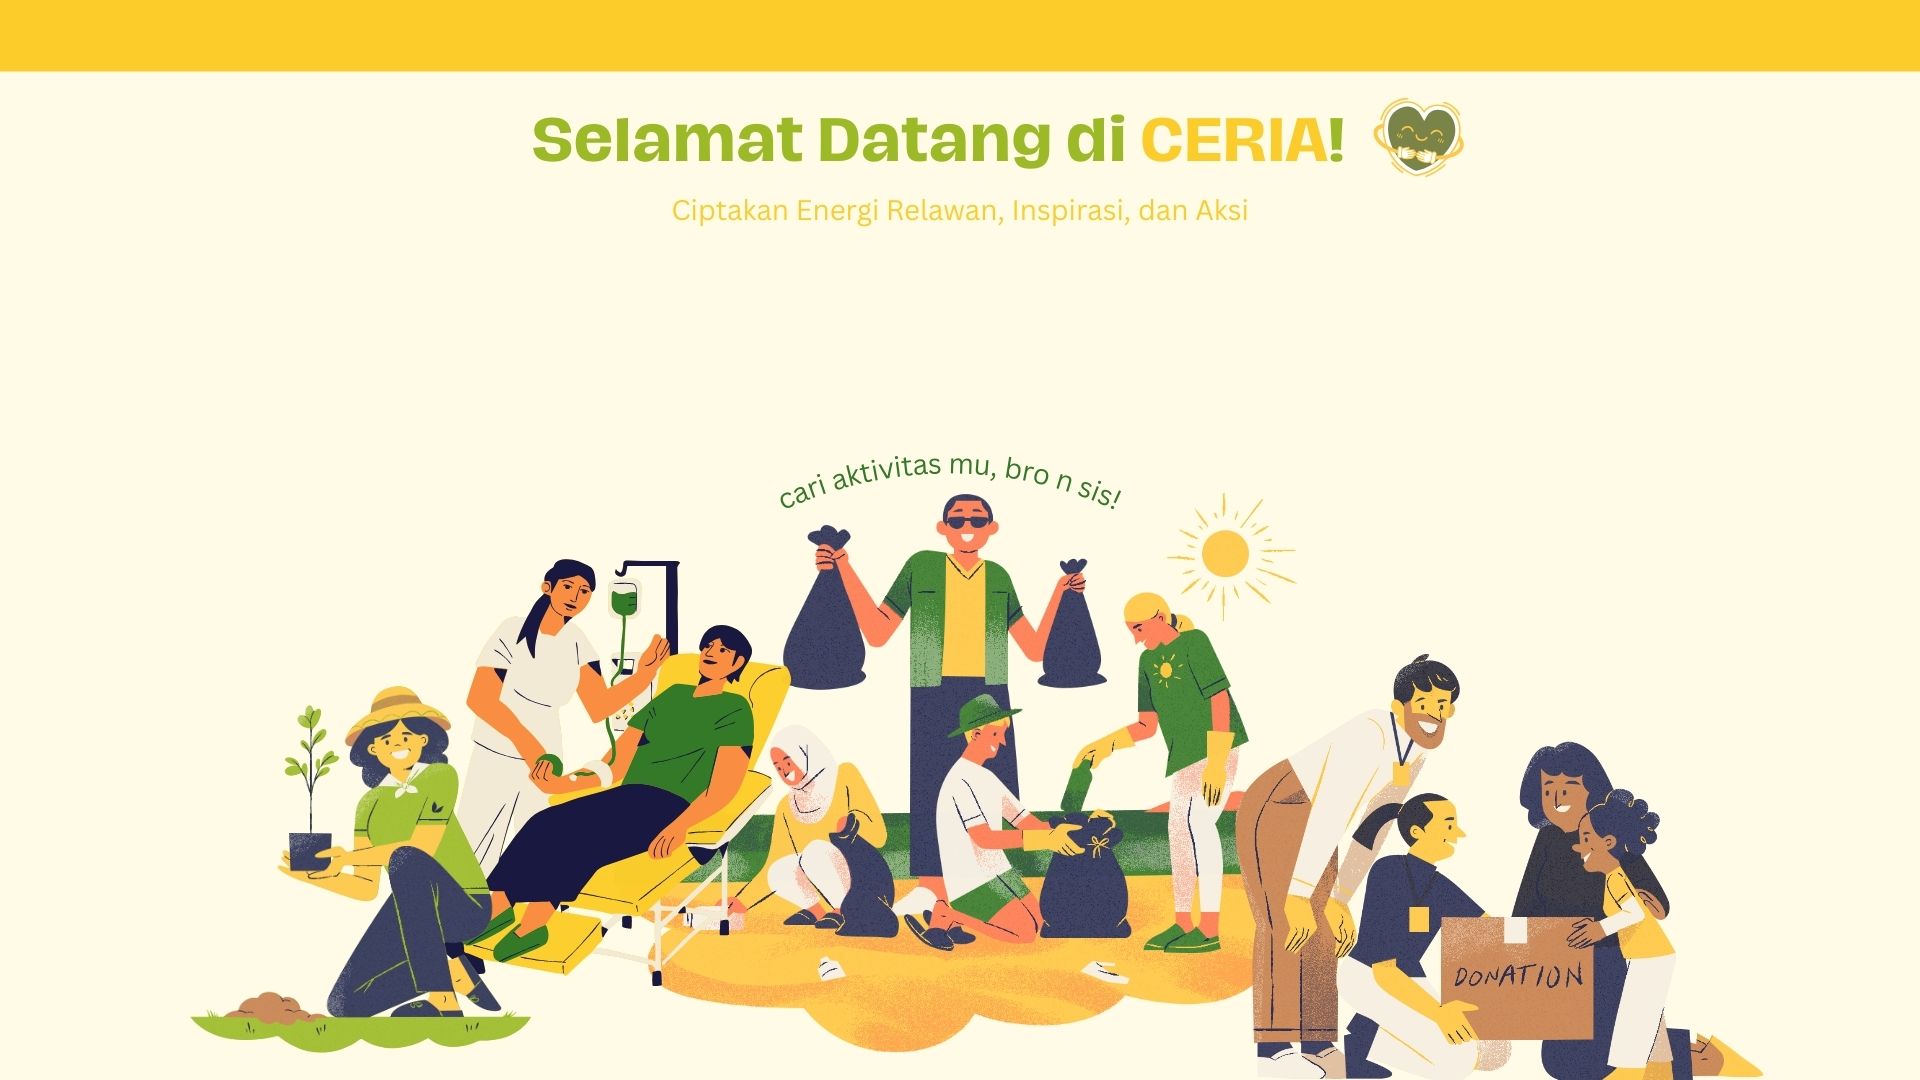 Selamat Datang di CERIA!
Ciptakan Energi Relawan, Inspirasi, dan Aksi
cari aktivitas mu, bro n sis!
DONATION